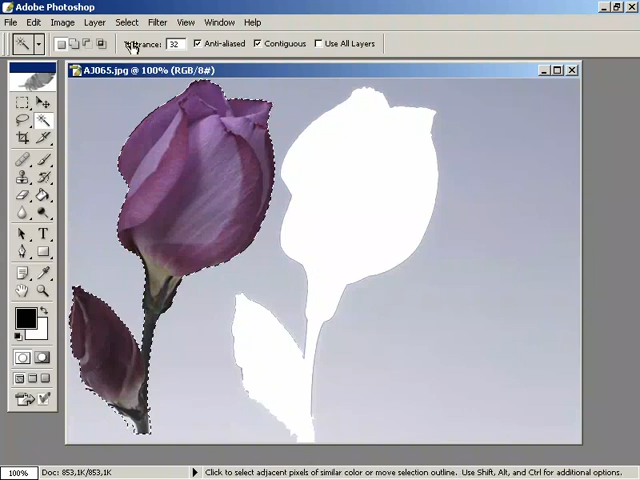 Adobe Photoshop
File Edit Image Layer Select Filter View Window Help
Tolerance: 32 Anti-aliased Contiguous Use All Layers
AJ065.jpg @ 100% (RGB/8#)
T
100% Doc: 853,1K/853,1K Click to select adjacent pixels of similar color or move selection outline. Use Shift, Alt, and Ctrl for additional options.